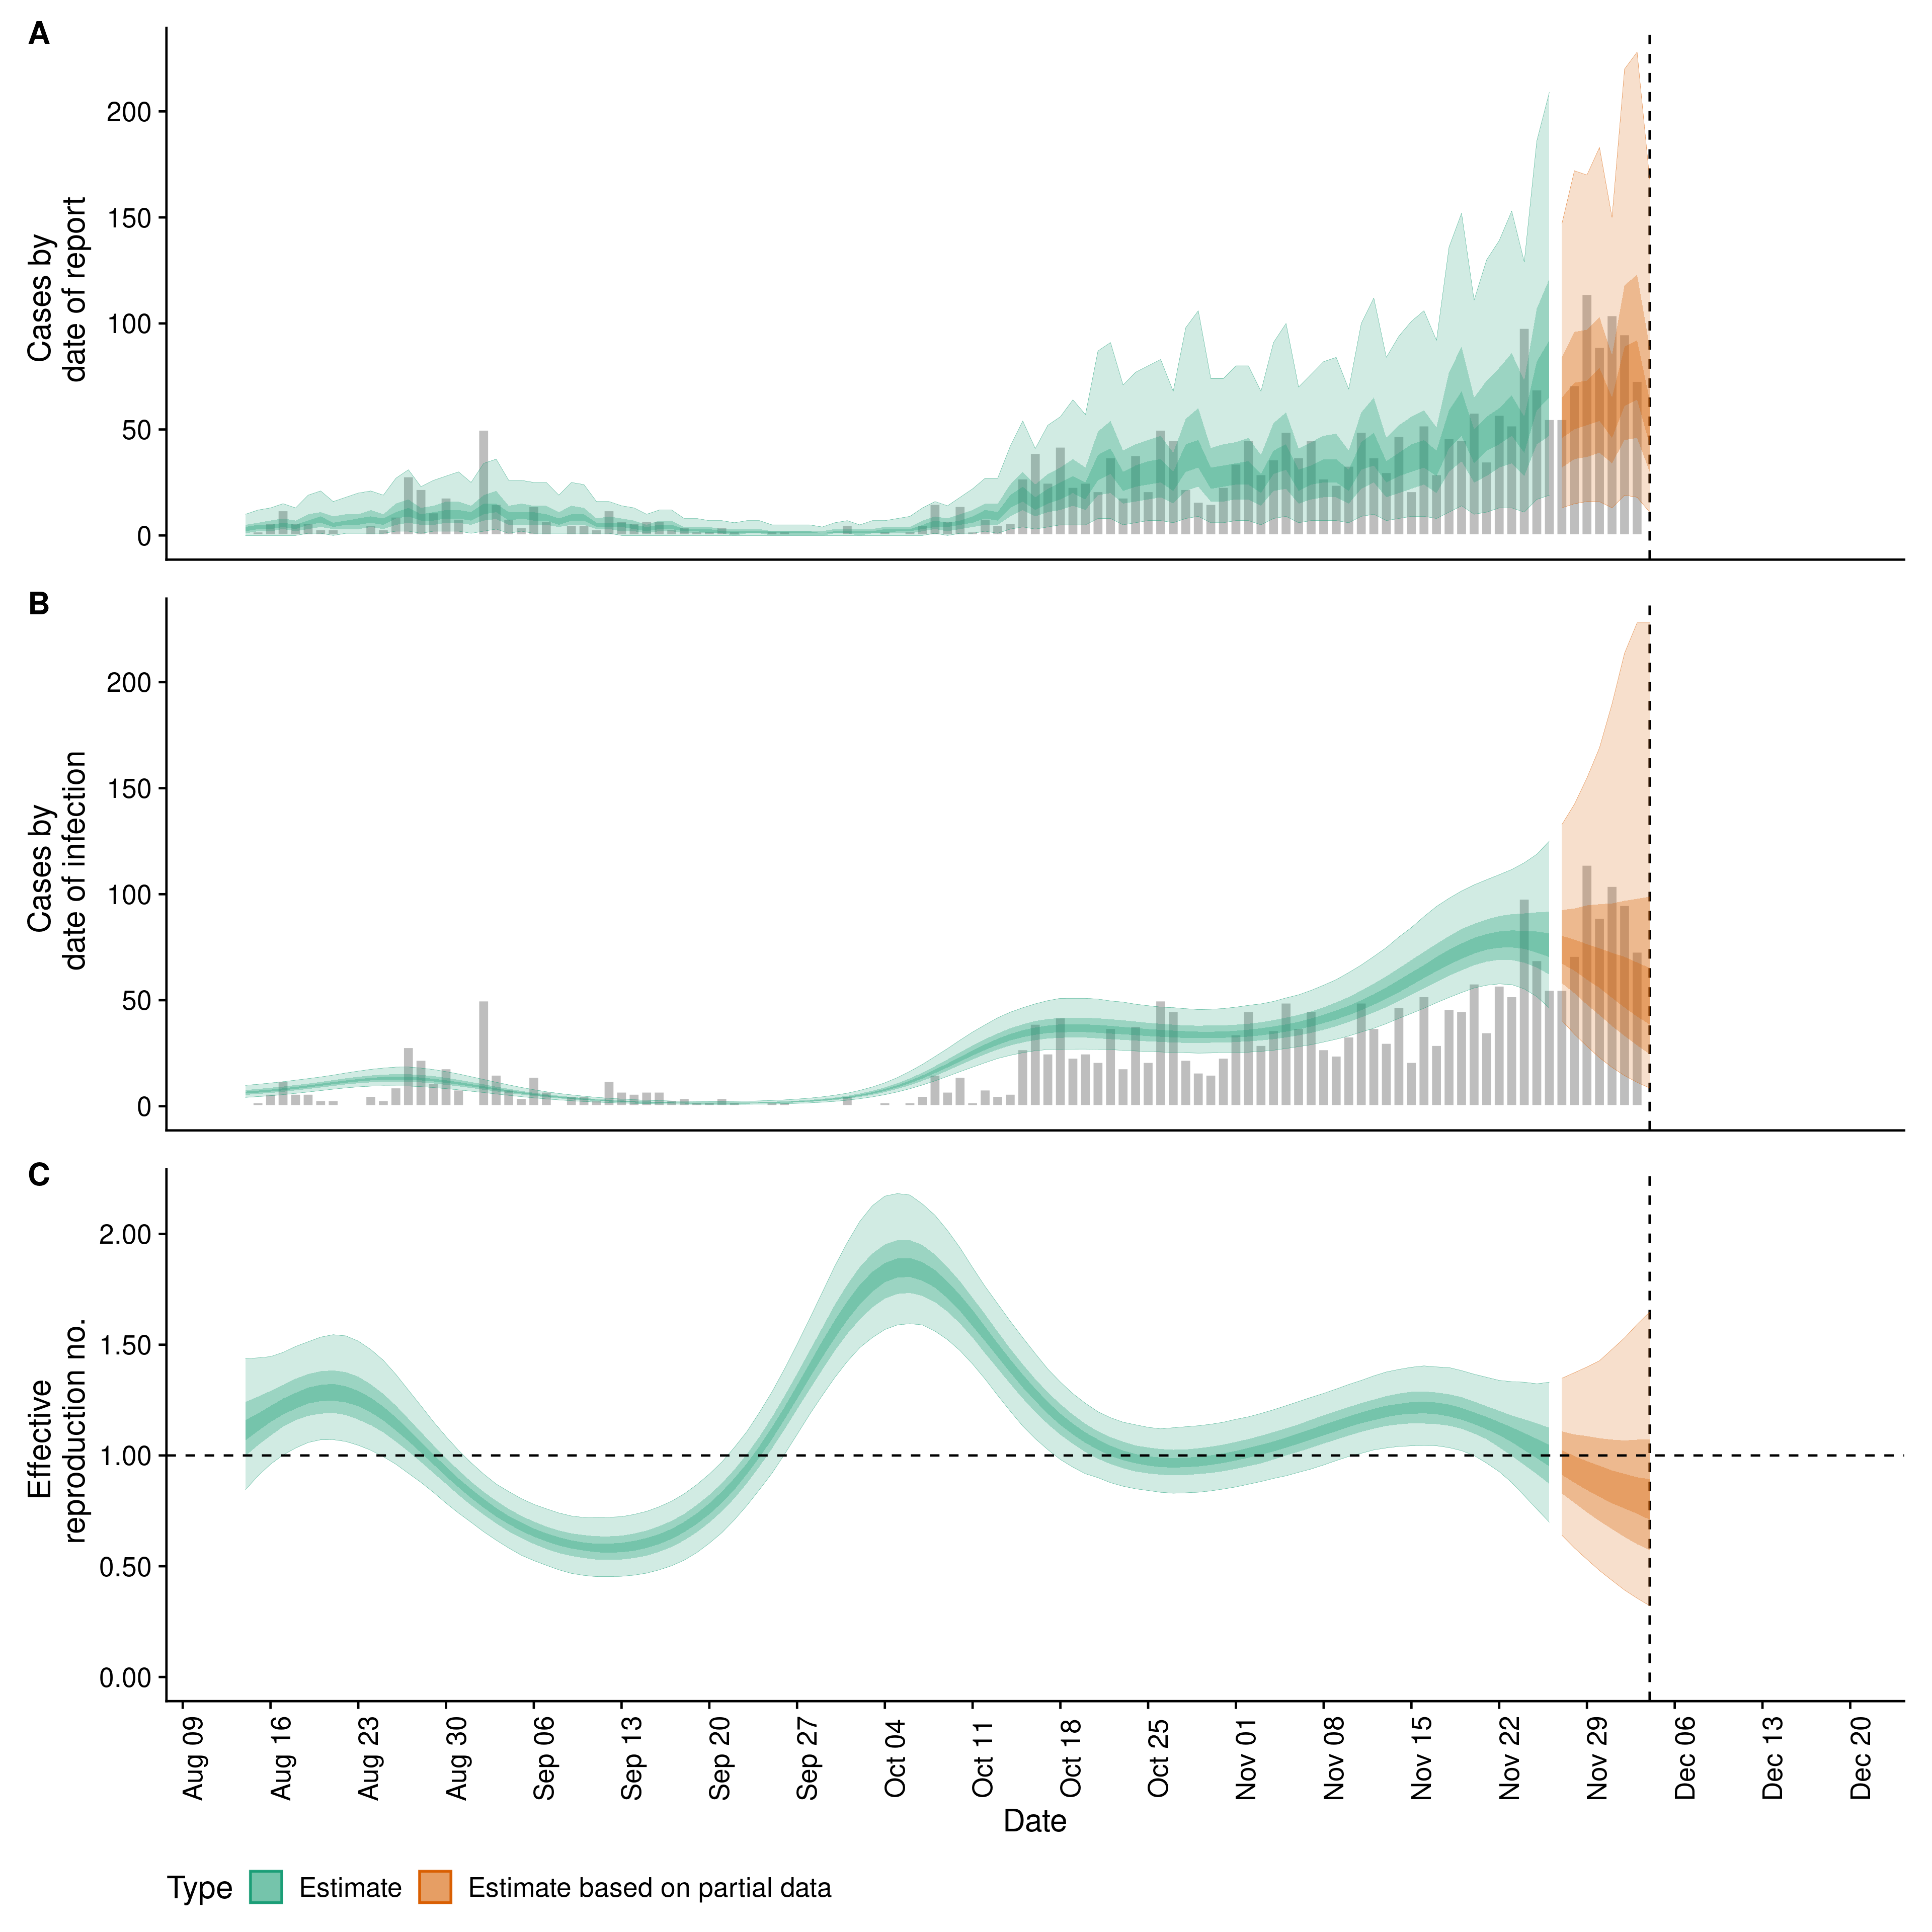 A
Cases by
date of report
200
150
100
50
0
B
Cases by
date of infection
200
150
100
50
0
C
Effective
reproduction no.
2.00
1.50
1.00
0.50
0.00
Aug 09
Aug 16
Aug 23
Aug 30
Sep 06
Sep 13
Sep 20
Sep 27
Oct 04
Oct 11
Oct 18
Oct 25
Nov 01
Nov 08
Nov 15
Nov 22
Nov 29
Dec 06
Dec 13
Dec 20
Date
Type Estimate Estimate based on partial data